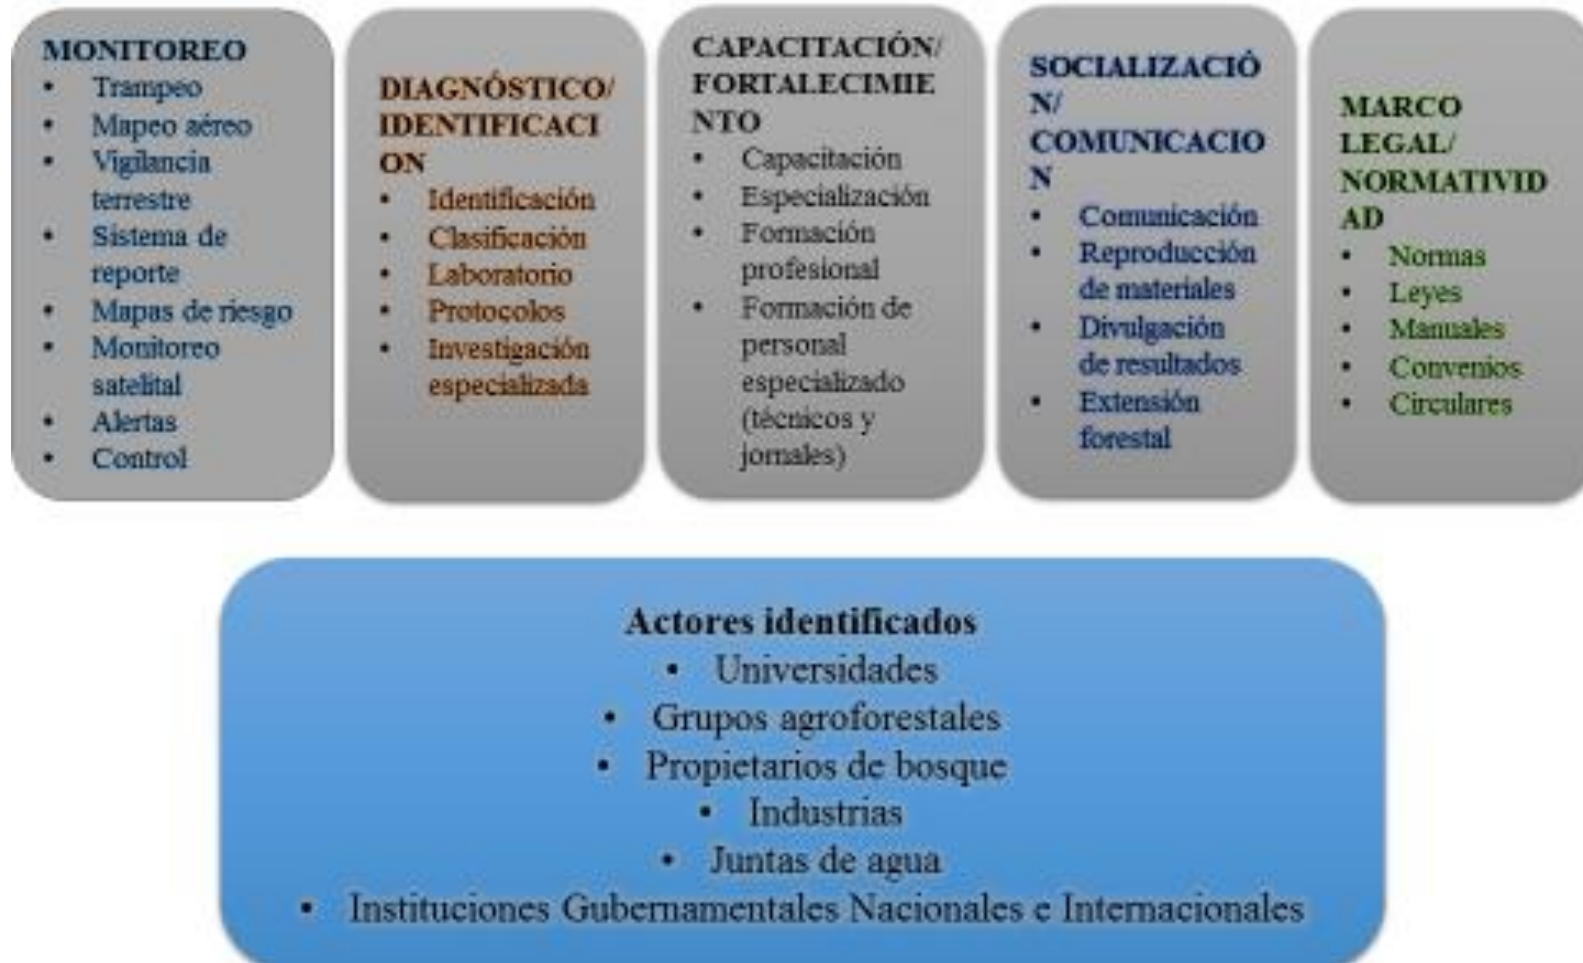 MONITOREO
• Trampeo
• Mapeo aéreo
• Vigilancia
terrestre
• Sistema de
reporte
• Mapas de riesgo
• Monitoreo
satelital
• Alertas
• Control
DIAGNÓSTICO/
IDENTIFICACI
ON
• Identificación
• Clasificación
• Laboratorio
• Protocolos
• Investigación
especializada
CAPACITACIÓN/
FORTALECIMIE
NTO
• Capacitación
• Especialización
• Formación
profesional
• Formación de
personal
especializado
(técnicos y
jornales)
SOCIALIZACIÓ
N/
COMUNICACIO
N
• Comunicación
• Reproducción
de materiales
• Divulgación
de resultados
• Extensión
forestal
MARCO
LEGAL/
NORMATIVID
AD
• Normas
• Leyes
• Manuales
• Convenios
• Circulares
Actores identificados
• Universidades
• Grupos agroforestales
• Propietarios de bosque
• Industrias
• Juntas de agua
• Instituciones Gubernamentales Nacionales e Internacionales